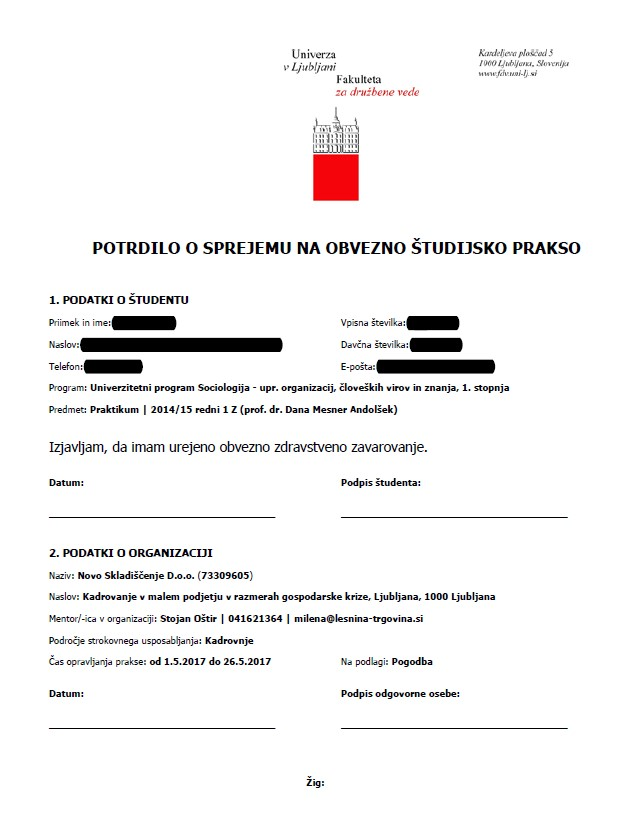 Univerza
v Ljubljani
Fakulteta
za družbene vede
Kardeljeva ploščad 5
1000 Ljubljana, Slovenija
www.fdv.uni-lj.si
POTRDILO O SPREJEMU NA OBVEZNO ŠTUDIJSKO PRAKSO
1. PODATKI O ŠTUDENTU
Priimek in ime: Vpisna številka:
Naslov: Davčna številka:
Telefon: E-pošta:
Program: Univerzitetni program Sociologija - upr. organizacij, človeških virov in znanja, 1. stopnja
Predmet: Praktikum | 2014/15 redni 1 Z (prof. dr. Dana Mesner Andolšek)
Izjavljam, da imam urejeno obvezno zdravstveno zavarovanje.
Datum: Podpis študenta:
2. PODATKI O ORGANIZACIJI
Naziv: Novo Skladiščenje D.o.o. (73309605)
Naslov: Kadrovanje v malem podjetju v razmerah gospodarske krize, Ljubljana, 1000 Ljubljana
Mentor/-ica v organizaciji: Stojan Oštir | 041621364 | milena@lesnina-trgovina.si
Področje strokovnega usposabljanja: Kadrovnje
Čas opravljanja prakse: od 1.5.2017 do 26.5.2017 Na podlagi: Pogodba
Datum: Podpis odgovorne osebe:
Žig: